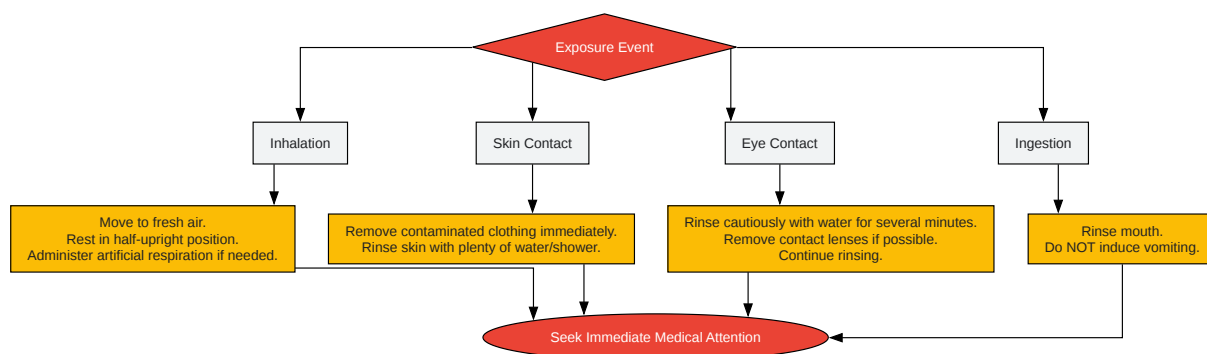 Exposure Event
Inhalation
Skin Contact
Eye Contact
Ingestion
Move to fresh air.
Rest in half-upright position.
Administer artificial respiration if needed.
Remove contaminated clothing immediately.
Rinse skin with plenty of water/shower.
Rinse cautiously with water for several minutes.
Remove contact lenses if possible.
Continue rinsing.
Rinse mouth.
Do NOT induce vomiting.
Seek Immediate Medical Attention